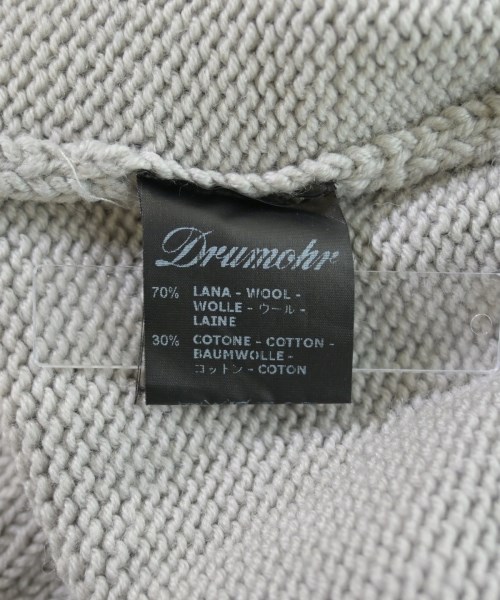 Drumohr
70% LANA - WOOL -
WOLLE - ウール -
LAINE
30% COTONE - COTTON -
BAUMWOLLE -
コットン - COTON